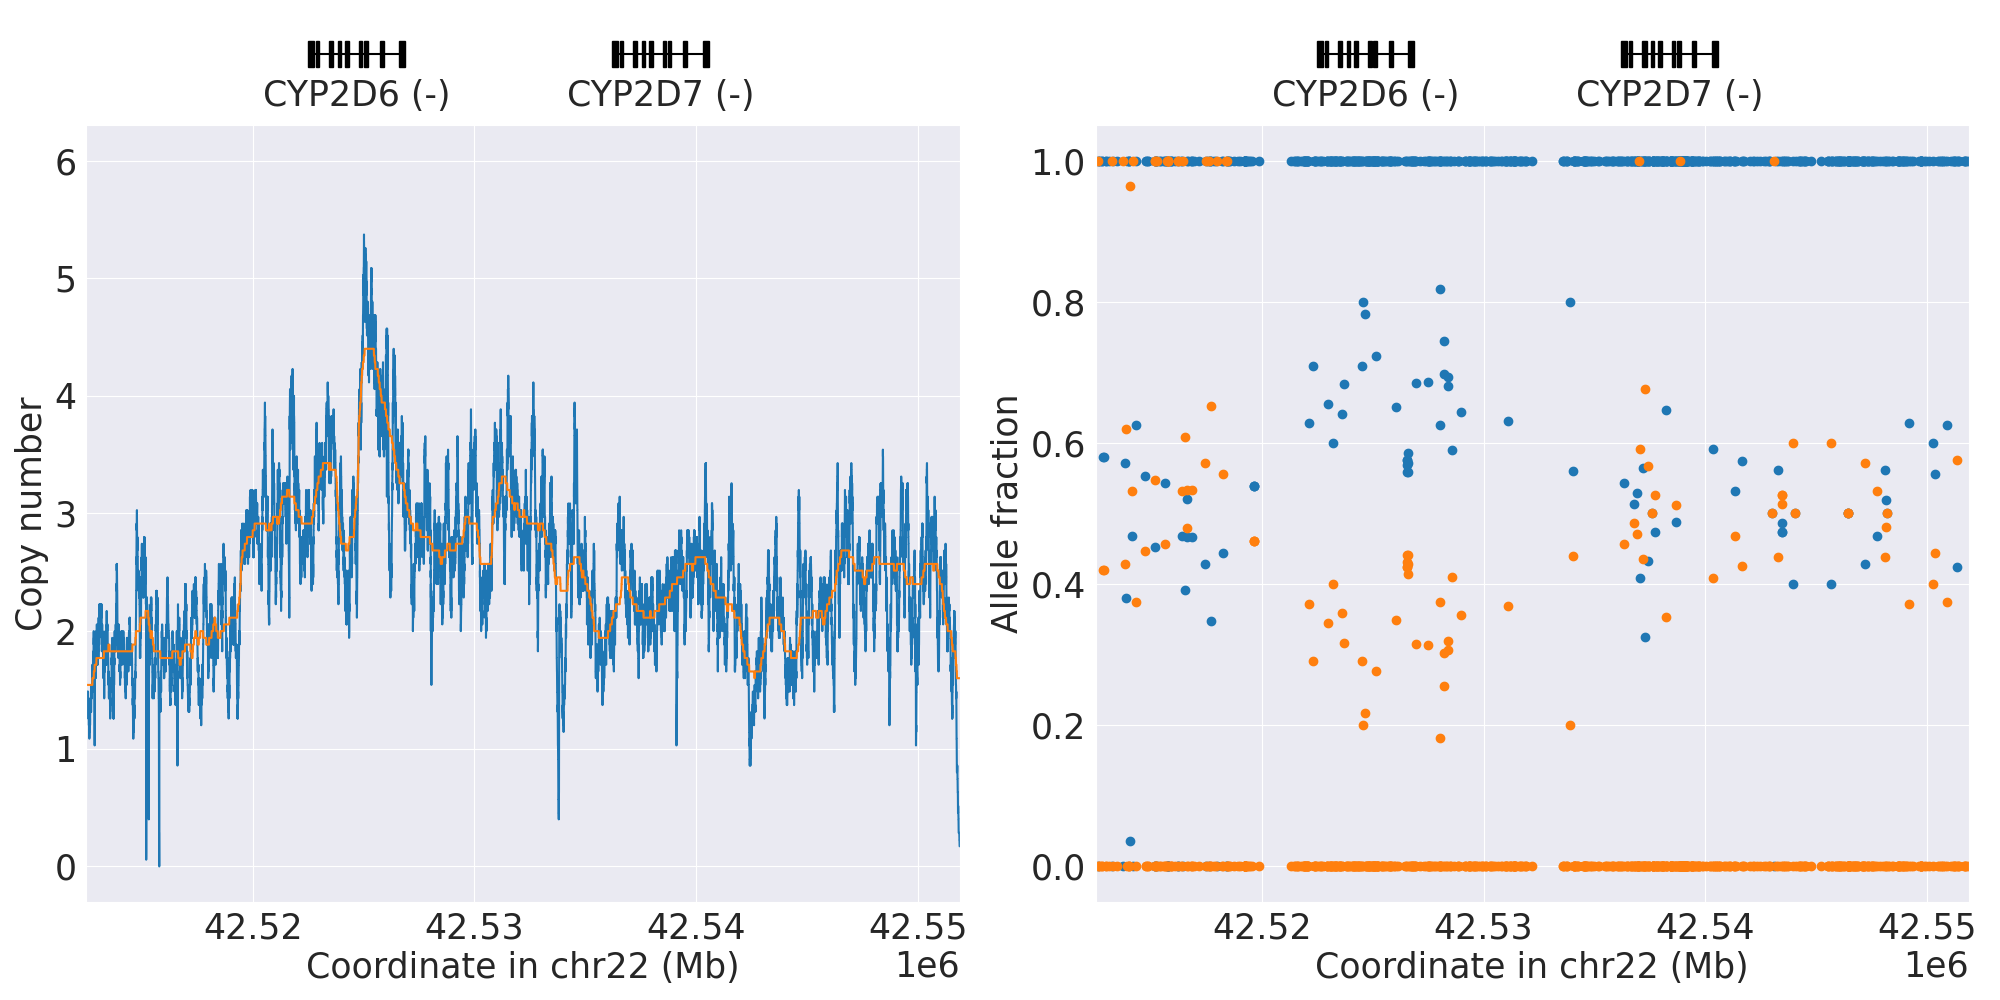 CYP2D6 (-)
CYP2D7 (-)
6
5
4
3
2
1
0
Copy number
42.52
42.53
42.54
42.55
Coordinate in chr22 (Mb)
1e6
CYP2D6 (-)
CYP2D7 (-)
1.0
0.8
0.6
0.4
0.2
0.0
Allele fraction
42.52
42.53
42.54
42.55
Coordinate in chr22 (Mb)
1e6